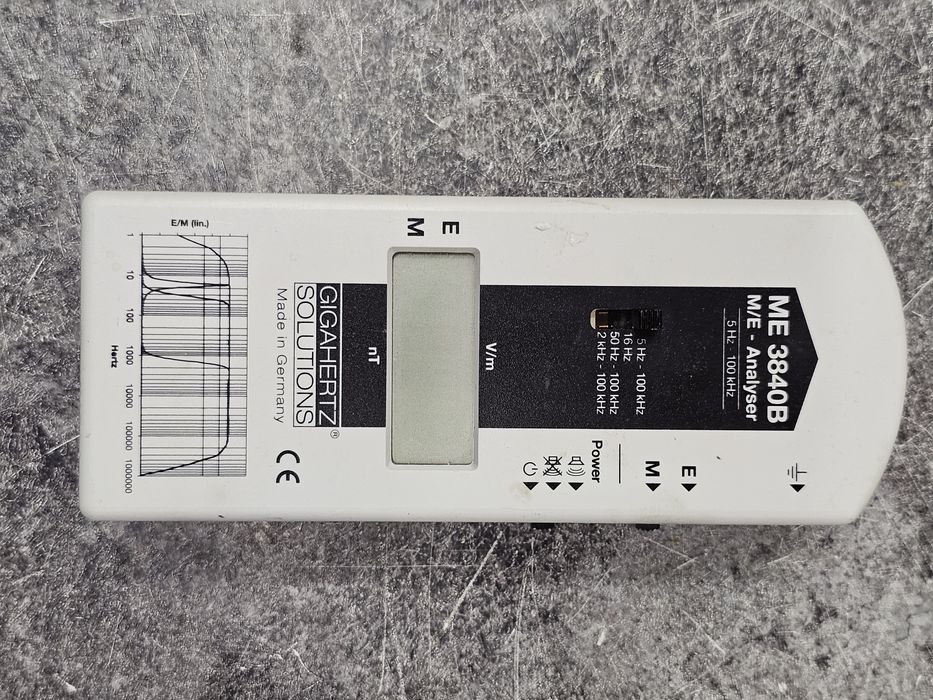 ME 3840B
M/E - Analyser
5 Hz - 100 kHz
5 Hz - 100 kHz
16 Hz
50 Hz - 100 kHz
2 kHz - 100 kHz
E
M
Power
E
M
V/m
nT
GIGAHERTZ
SOLUTIONS®
Made in Germany
CE
E/M (lin.)
1
10
100
1000
10000
100000
1000000
Hertz